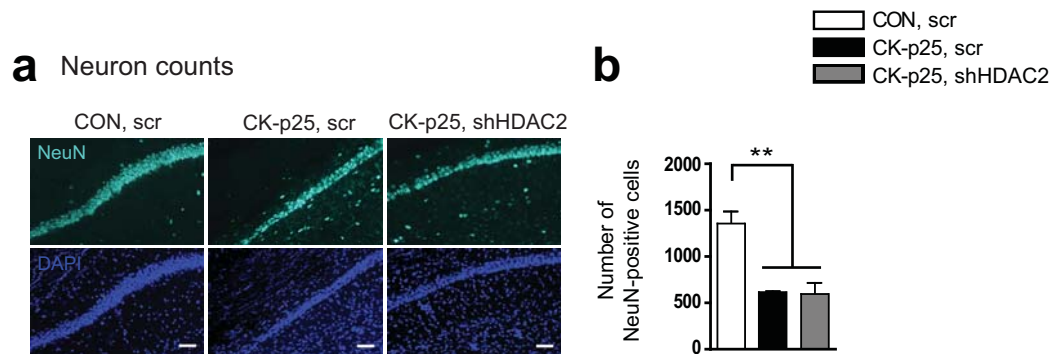 a Neuron counts
CON, scr
CK-p25, scr
CK-p25, shHDAC2
NeuN
DAPI
b
CON, scr
CK-p25, scr
CK-p25, shHDAC2
Number of
NeuN-positive cells
2000
1500
1000
500
0
**